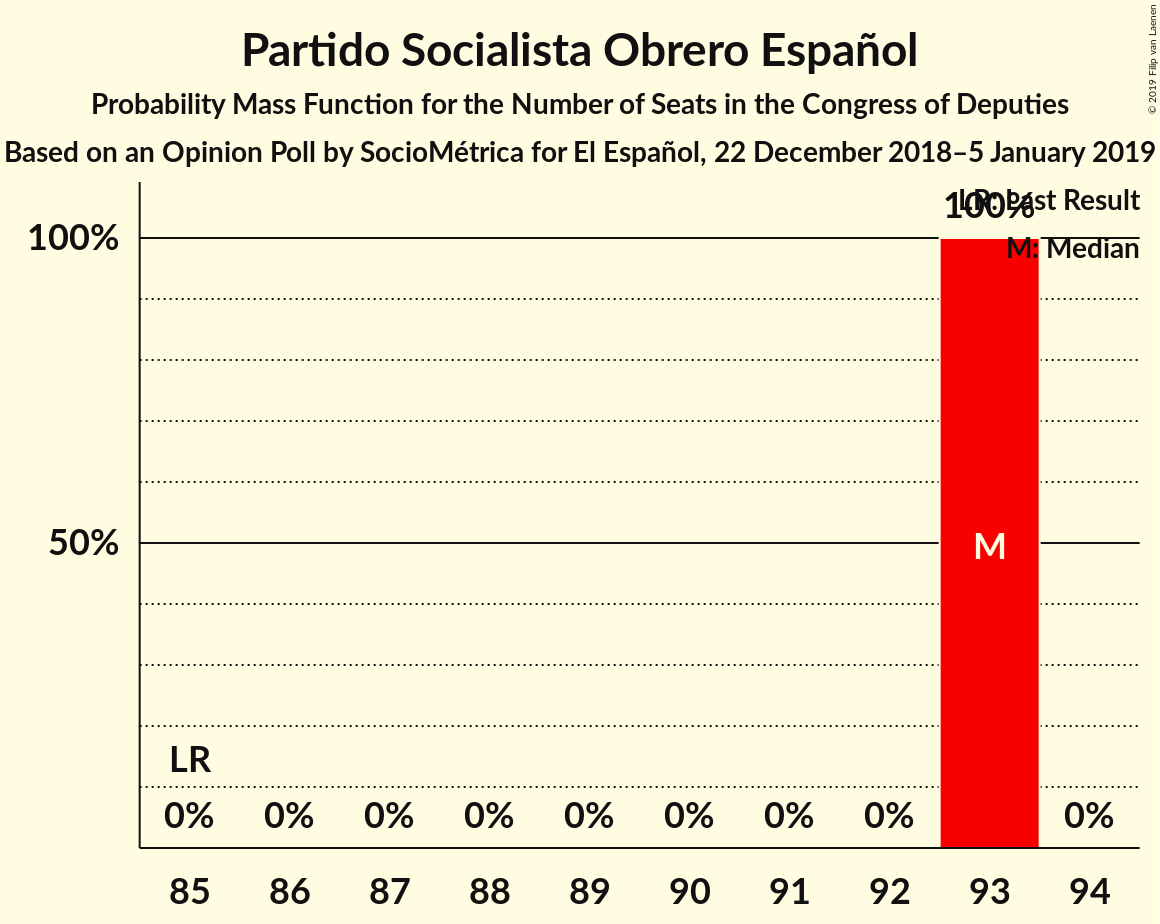 Partido Socialista Obrero Español
Probability Mass Function for the Number of Seats in the Congress of Deputies
Based on an Opinion Poll by SocioMétrica for El Español, 22 December 2018–5 January 2019
© 2019 Filip van Laenen
100%
LR: Last Result
M: Median
100%
50%
M
LR
0% 0% 0% 0% 0% 0% 0% 0% 0%
85 86 87 88 89 90 91 92 93 94